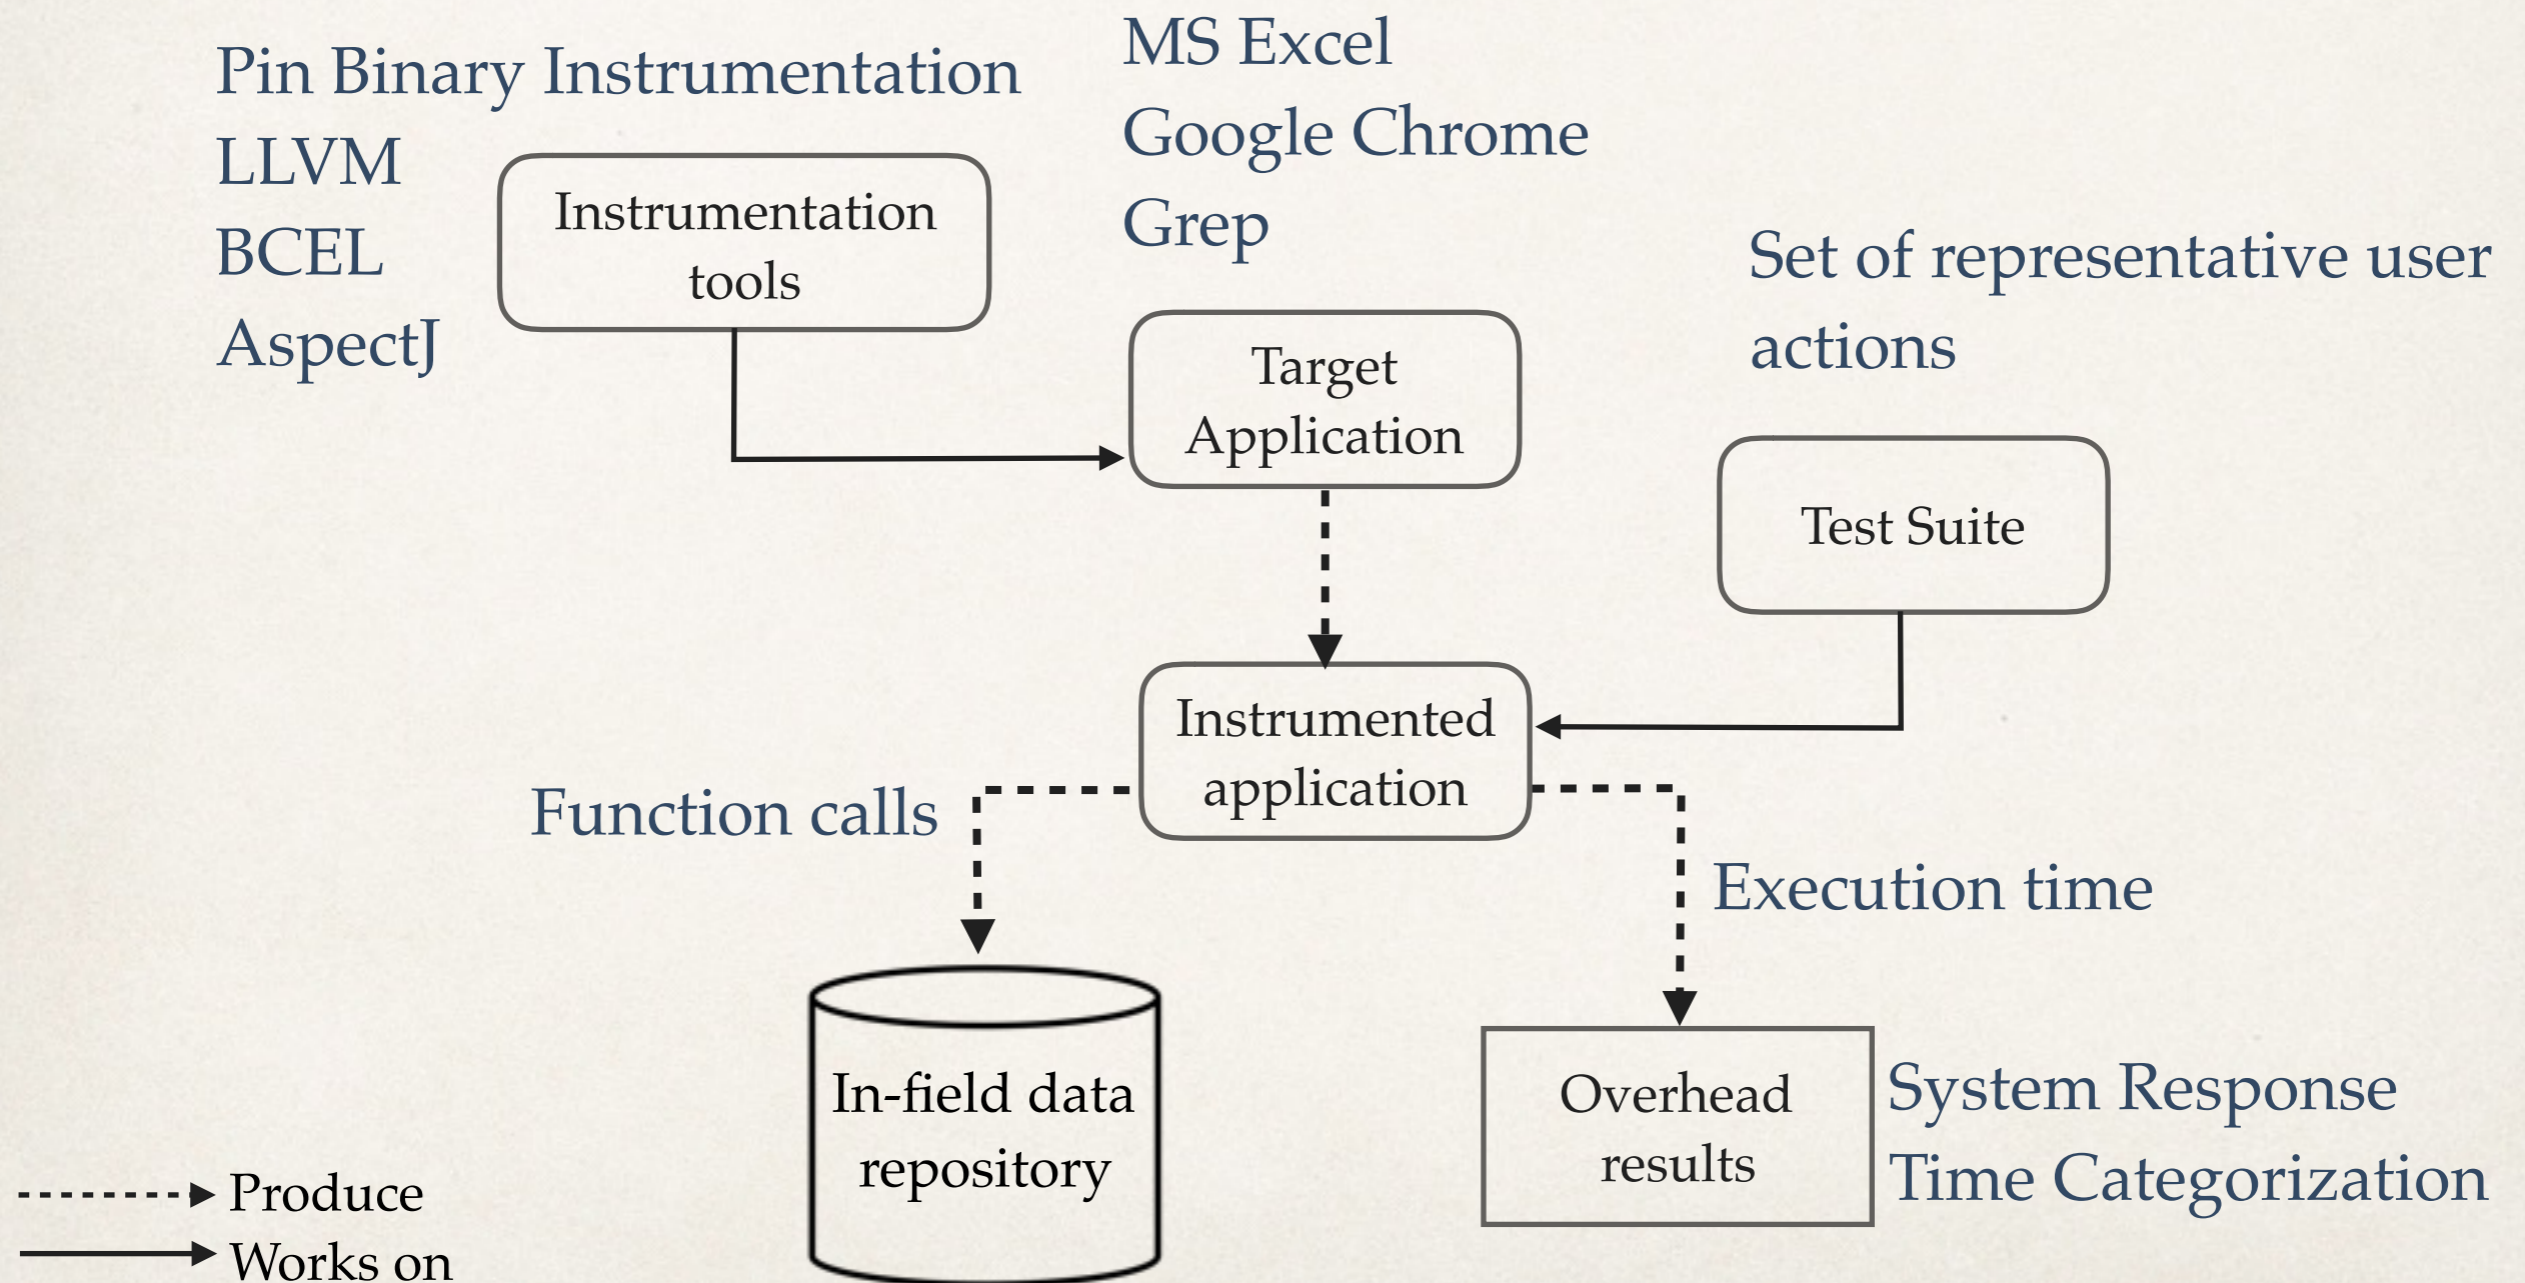 Pin Binary Instrumentation
LLVM
BCEL
AspectJ
Instrumentation
tools
MS Excel
Google Chrome
Grep
Target
Application
Set of representative user
actions
Test Suite
Instrumented
application
Function calls
Execution time
In-field data
repository
Overhead
results
System Response
Time Categorization
Produce
Works on